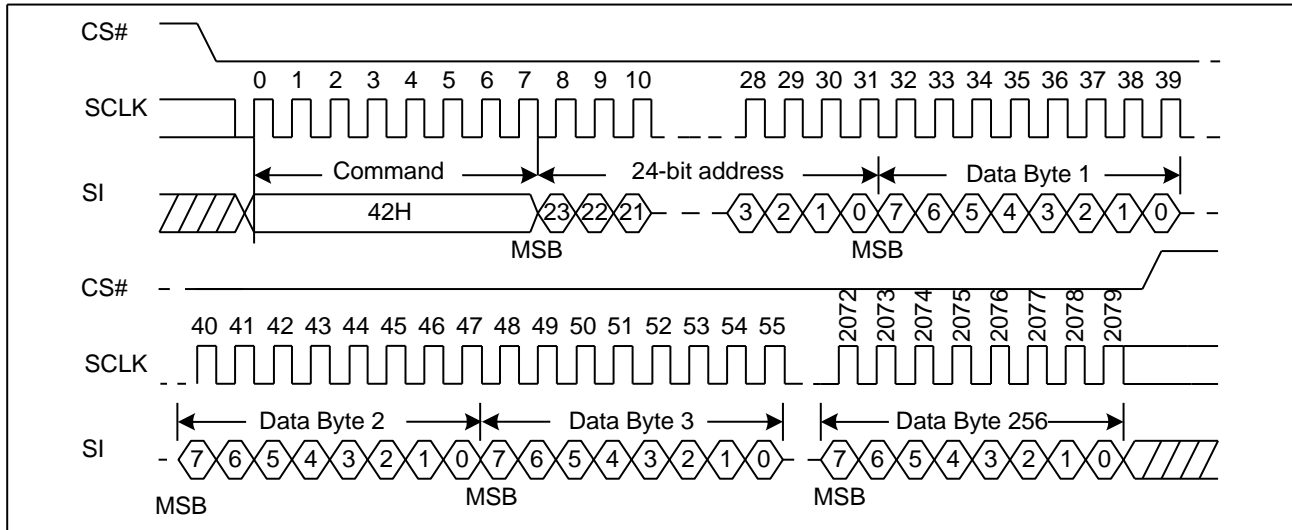 CS#
0 1 2 3 4 5 6 7 8 9 10 28 29 30 31 32 33 34 35 36 37 38 39
SCLK
Command 24-bit address Data Byte 1
SI
42H 23 22 21 3 2 1 0 7 6 5 4 3 2 1 0
MSB MSB
CS#
40 41 42 43 44 45 46 47 48 49 50 51 52 53 54 55 2072 2073 2074 2075 2076 2077 2078 2079
SCLK
Data Byte 2 Data Byte 3 Data Byte 256
SI
7 6 5 4 3 2 1 0 7 6 5 4 3 2 1 0 7 6 5 4 3 2 1 0
MSB MSB MSB